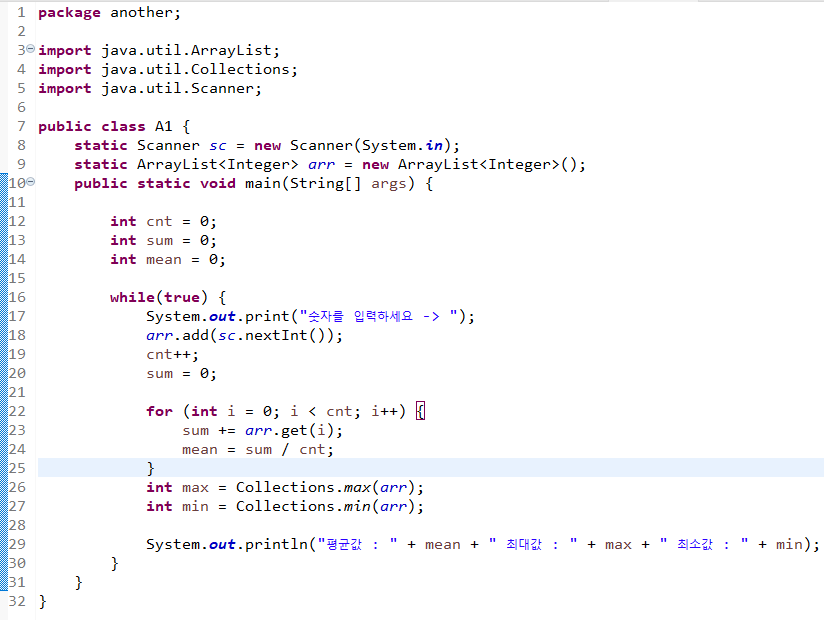 1 package another;
2
3 import java.util.ArrayList;
4 import java.util.Collections;
5 import java.util.Scanner;
6
7 public class A1 {
8     static Scanner sc = new Scanner(System.in);
9     static ArrayList<Integer> arr = new ArrayList<Integer>();
10     public static void main(String[] args) {
11
12         int cnt = 0;
13         int sum = 0;
14         int mean = 0;
15
16         while(true) {
17             System.out.print("숫자를 입력하세요 -> ");
18             arr.add(sc.nextInt());
19             cnt++;
20             sum = 0;
21
22             for (int i = 0; i < cnt; i++) {
23                 sum += arr.get(i);
24                 mean = sum / cnt;
25             }
26             int max = Collections.max(arr);
27             int min = Collections.min(arr);
28
29             System.out.println("평균값 : " + mean + " 최대값 : " + max + " 최소값 : " + min);
30         }
31     }
32 }